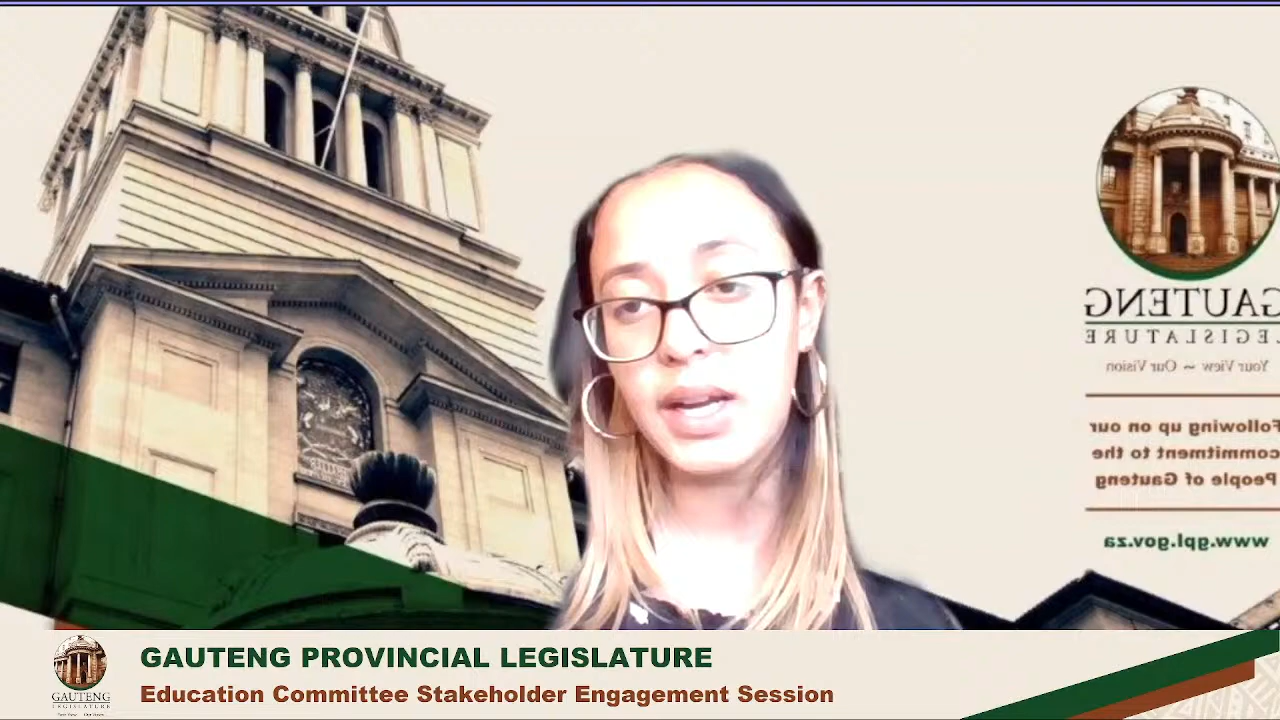 GAUTENG
LEGISLATURE
Your View ~ Our Vision
Following up on our
commitment to the
People of Gauteng
www.gpl.gov.za
GAUTENG PROVINCIAL LEGISLATURE
Education Committee Stakeholder Engagement Session
GAUTENG
LEGISLATURE